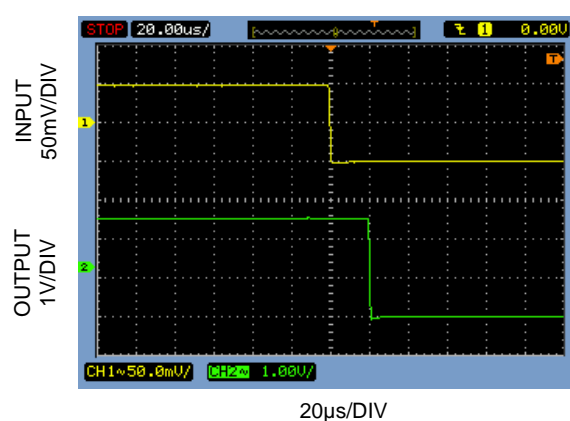 STOP 20.00us/ T 1 0.00V
T
INPUT
50mV/DIV
1
OUTPUT
1V/DIV
2
CH1~50.0mV/ CH2~ 1.00V/
20µs/DIV